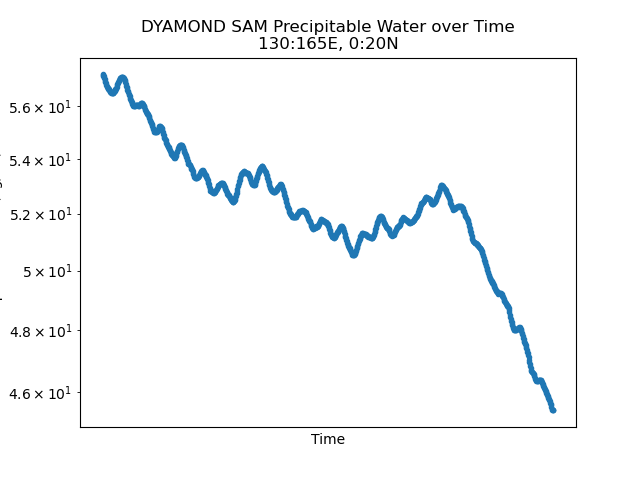 DYAMOND SAM Precipitable Water over Time
130:165E, 0:20N
5.6 × 10¹
5.4 × 10¹
5.2 × 10¹
5 × 10¹
4.8 × 10¹
4.6 × 10¹
Time